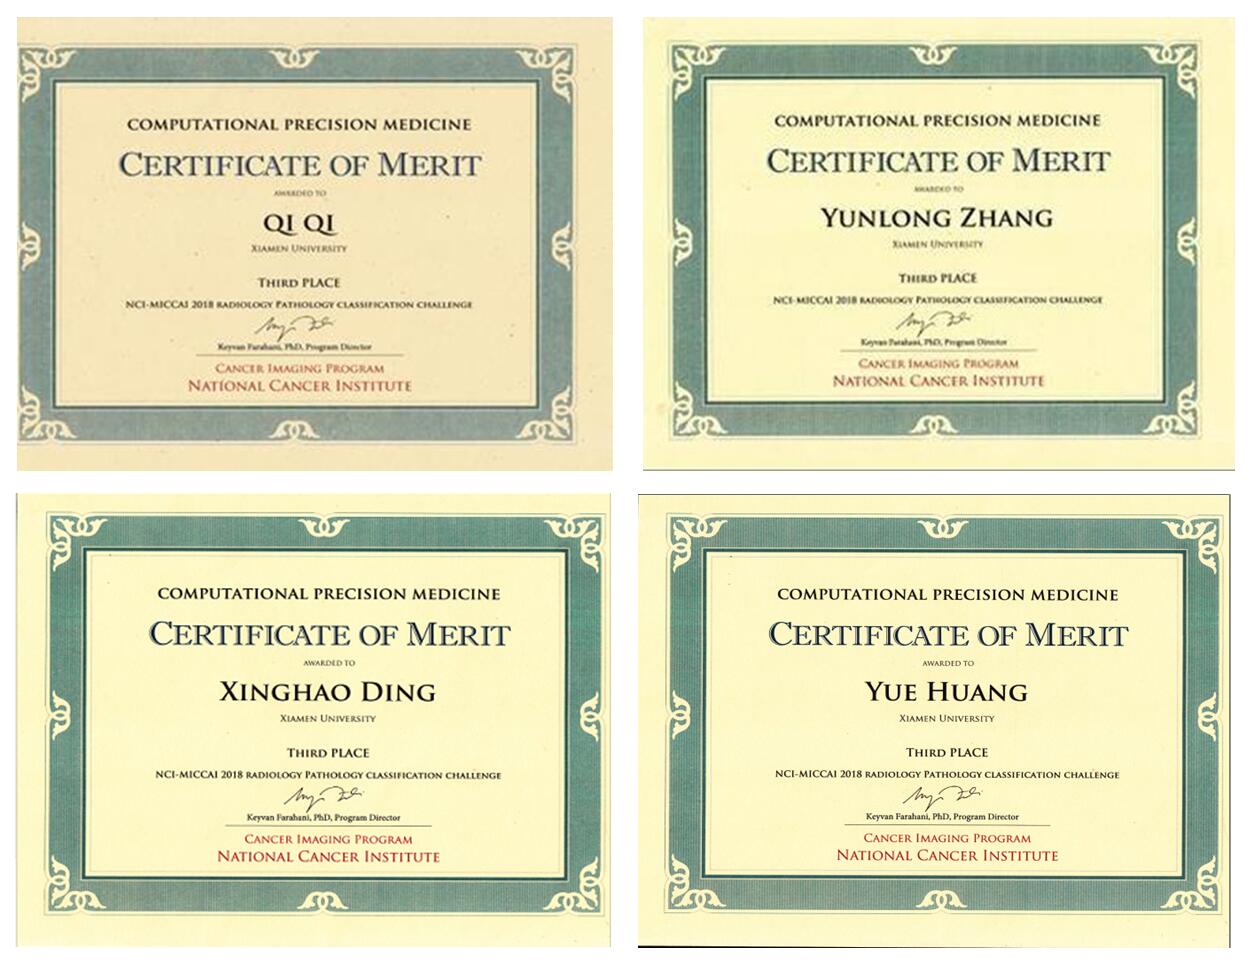 COMPUTATIONAL PRECISION MEDICINE
CERTIFICATE OF MERIT
AWARDED TO
QI QI
XIAMEN UNIVERSITY
THIRD PLACE
NCI-MICCAI 2018 RADIOLOGY PATHOLOGY CLASSIFICATION CHALLENGE
Keyvan Farahani, PhD, Program Director
CANCER IMAGING PROGRAM
NATIONAL CANCER INSTITUTE
COMPUTATIONAL PRECISION MEDICINE
CERTIFICATE OF MERIT
AWARDED TO
YUNLONG ZHANG
XIAMEN UNIVERSITY
THIRD PLACE
NCI-MICCAI 2018 RADIOLOGY PATHOLOGY CLASSIFICATION CHALLENGE
Keyvan Farahani, PhD, Program Director
CANCER IMAGING PROGRAM
NATIONAL CANCER INSTITUTE
COMPUTATIONAL PRECISION MEDICINE
CERTIFICATE OF MERIT
AWARDED TO
XINGHAO DING
XIAMEN UNIVERSITY
THIRD PLACE
NCI-MICCAI 2018 RADIOLOGY PATHOLOGY CLASSIFICATION CHALLENGE
Keyvan Farahani, PhD, Program Director
CANCER IMAGING PROGRAM
NATIONAL CANCER INSTITUTE
COMPUTATIONAL PRECISION MEDICINE
CERTIFICATE OF MERIT
AWARDED TO
YUE HUANG
XIAMEN UNIVERSITY
THIRD PLACE
NCI-MICCAI 2018 RADIOLOGY PATHOLOGY CLASSIFICATION CHALLENGE
Keyvan Farahani, PhD, Program Director
CANCER IMAGING PROGRAM
NATIONAL CANCER INSTITUTE